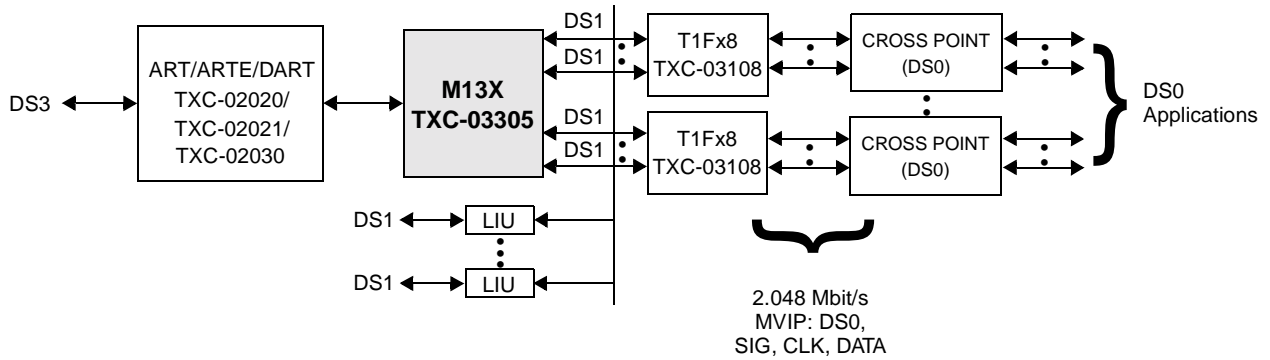 DS3
ART/ARTE/DART
TXC-02020/
TXC-02021/
TXC-02030
M13X
TXC-03305
DS1
DS1
DS1
DS1
T1Fx8
TXC-03108
T1Fx8
TXC-03108
CROSS POINT
(DS0)
CROSS POINT
(DS0)
DS0
Applications
DS1
LIU
DS1
LIU
2.048 Mbit/s
MVIP: DS0,
SIG, CLK, DATA